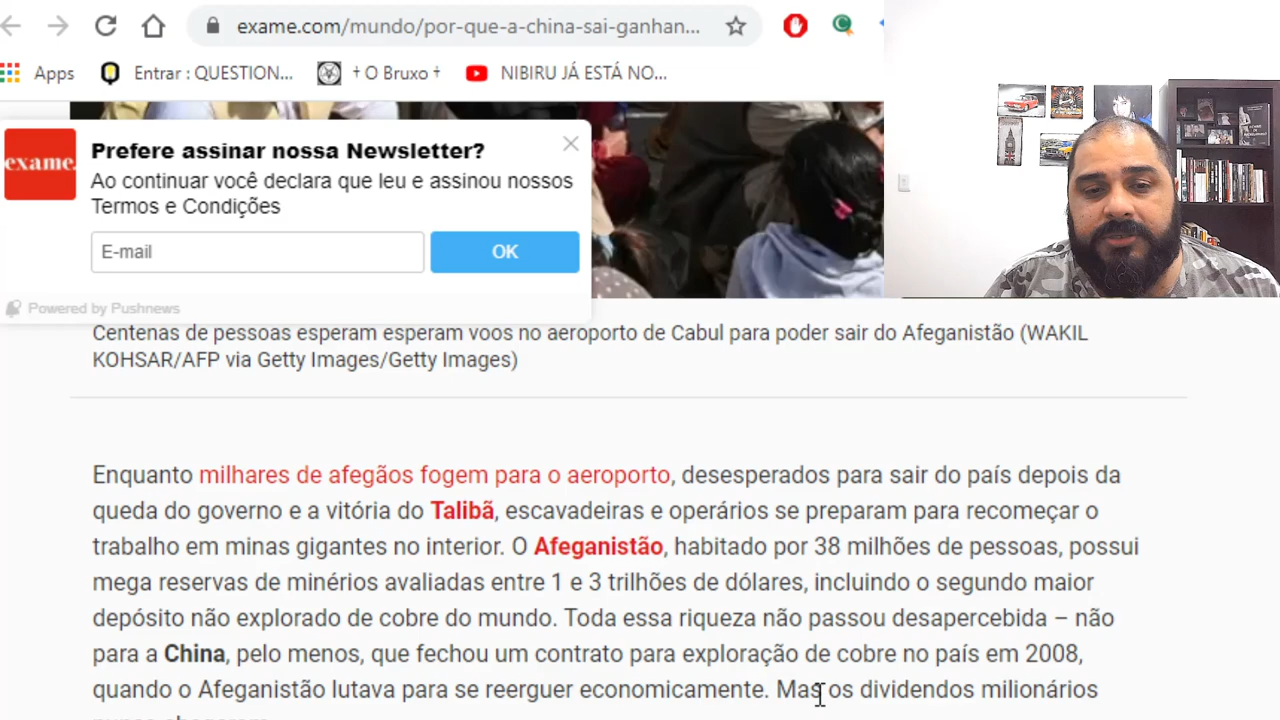 exame.com/mundo/por-que-a-china-sai-ganhan...
Apps
Entrar : QUESTION...
† O Bruxo †
NIBIRU JÁ ESTÁ NO...
exame.
Prefere assinar nossa Newsletter?
Ao continuar você declara que leu e assinou nossos
Termos e Condições
E-mail
OK
Powered by Pushnews
Centenas de pessoas esperam esperam voos no aeroporto de Cabul para poder sair do Afeganistão (WAKIL
KOHSAR/AFP via Getty Images/Getty Images)
Enquanto milhares de afegãos fogem para o aeroporto, desesperados para sair do país depois da
queda do governo e a vitória do Talibã, escavadeiras e operários se preparam para recomeçar o
trabalho em minas gigantes no interior. O Afeganistão, habitado por 38 milhões de pessoas, possui
mega reservas de minérios avaliadas entre 1 e 3 trilhões de dólares, incluindo o segundo maior
depósito não explorado de cobre do mundo. Toda essa riqueza não passou desapercebida – não
para a China, pelo menos, que fechou um contrato para exploração de cobre no país em 2008,
quando o Afeganistão lutava para se reerguer economicamente. Mas os dividendos milionários